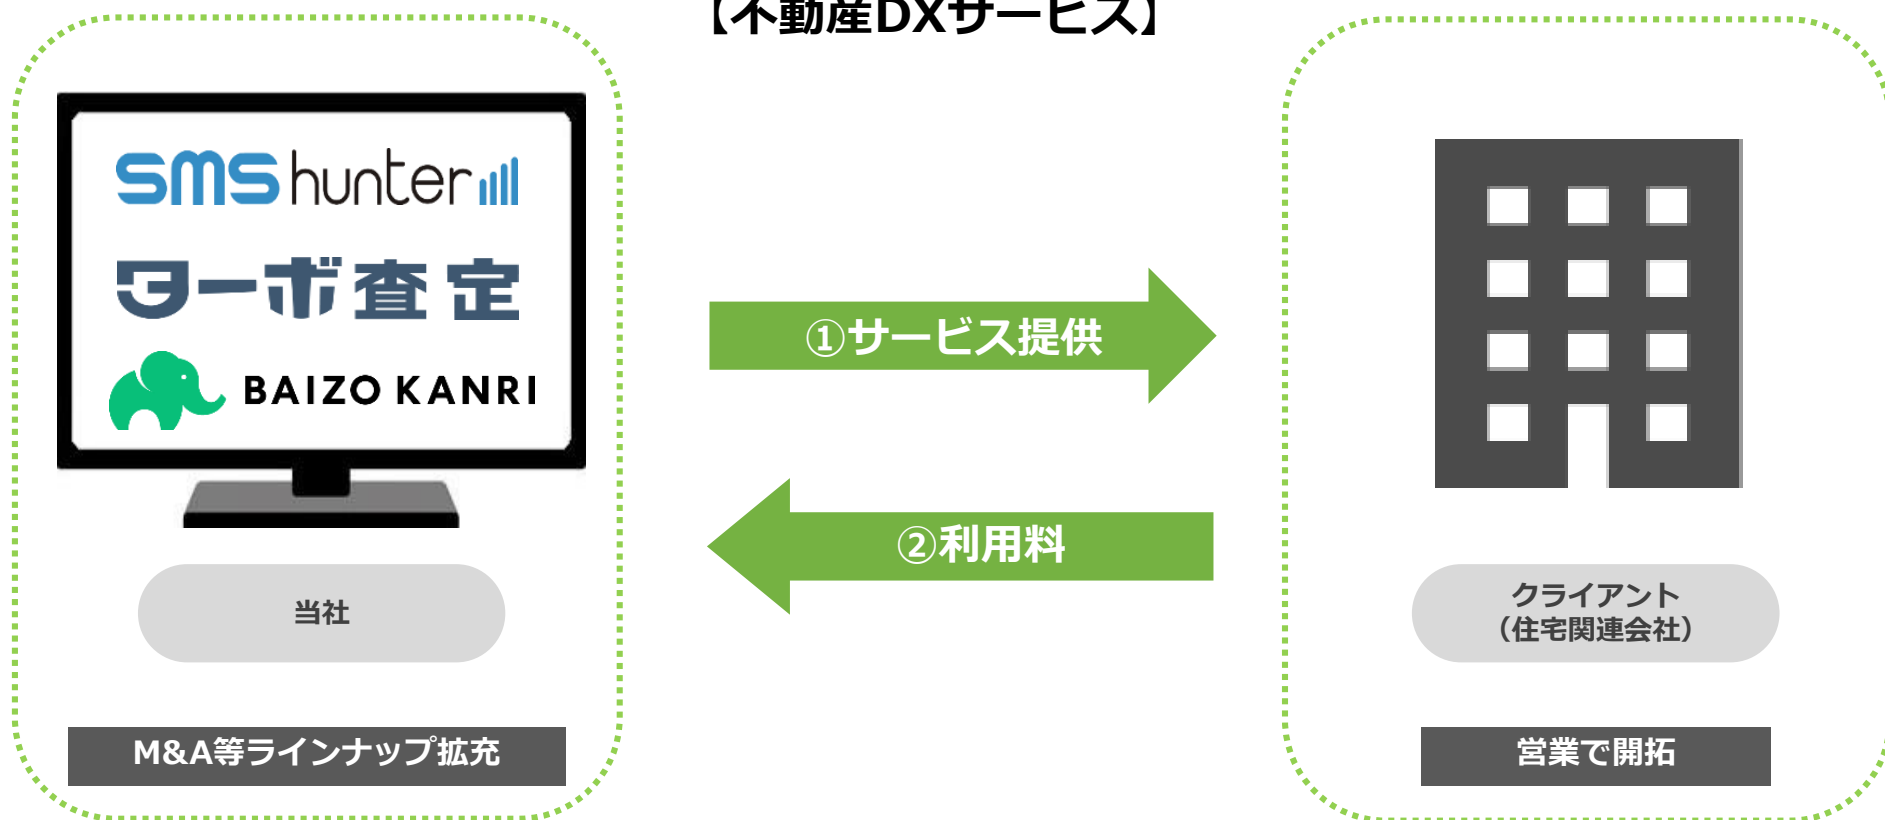 【不動産DXサービス】
SMS hunter
ターボ査定
BAIZO KANRI
①サービス提供
②利用料
当社
クライアント
（住宅関連会社）
M&A等ラインナップ拡充
営業で開拓